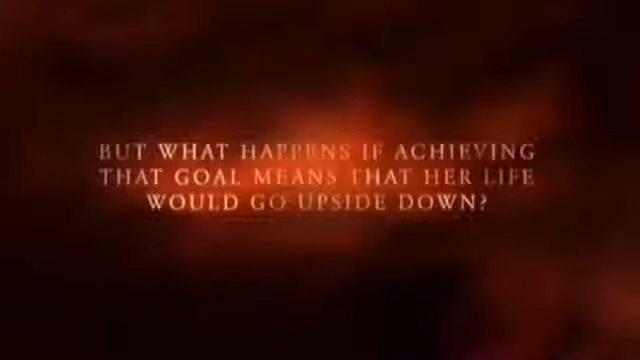 BUT WHAT HAPPENS IF ACHIEVING
THAT GOAL MEANS THAT HER LIFE
WOULD GO UPSIDE DOWN?